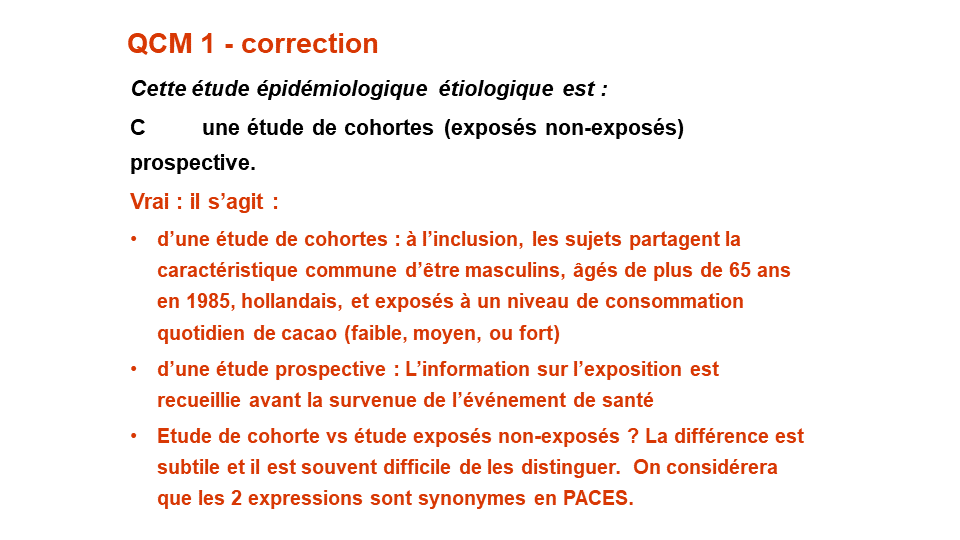 QCM 1 - correction
Cette étude épidémiologique étiologique est :
C une étude de cohortes (exposés non-exposés)
prospective.
Vrai : il s’agit :
• d’une étude de cohortes : à l’inclusion, les sujets partagent la
caractéristique commune d’être masculins, âgés de plus de 65 ans
en 1985, hollandais, et exposés à un niveau de consommation
quotidien de cacao (faible, moyen, ou fort)
• d’une étude prospective : L’information sur l’exposition est
recueillie avant la survenue de l’événement de santé
• Etude de cohorte vs étude exposés non-exposés ? La différence est
subtile et il est souvent difficile de les distinguer. On considérera
que les 2 expressions sont synonymes en PACES.